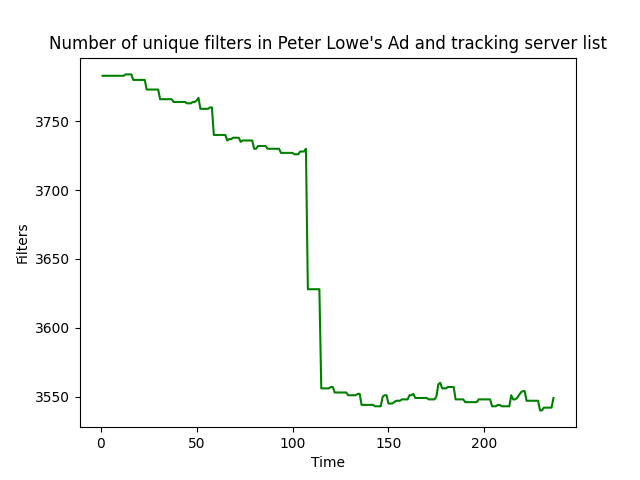 Number of unique filters in Peter Lowe's Ad and tracking server list
3750
3700
3650
3600
3550
Filters
0 50 100 150 200
Time